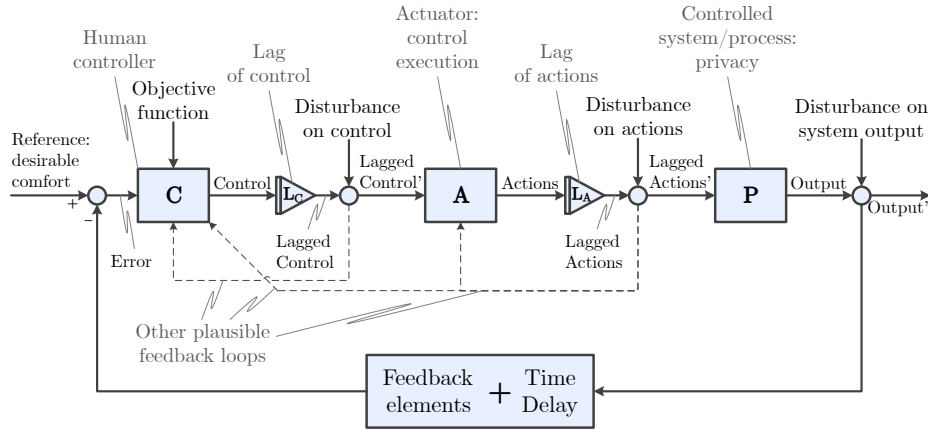 Human
controller
Lag
of control
Actuator:
control
execution
Lag
of actions
Controlled
system/process:
privacy
Objective
function
Disturbance
on control
Disturbance
on actions
Disturbance on
system output
Reference:
desirable
comfort
+
–
Error
C
Control
L_C
Lagged
Control
Lagged
Control'
A
Actions
L_A
Lagged
Actions
Lagged
Actions'
P
Output
Output'
Other plausible
feedback loops
Feedback
elements
+
Time
Delay